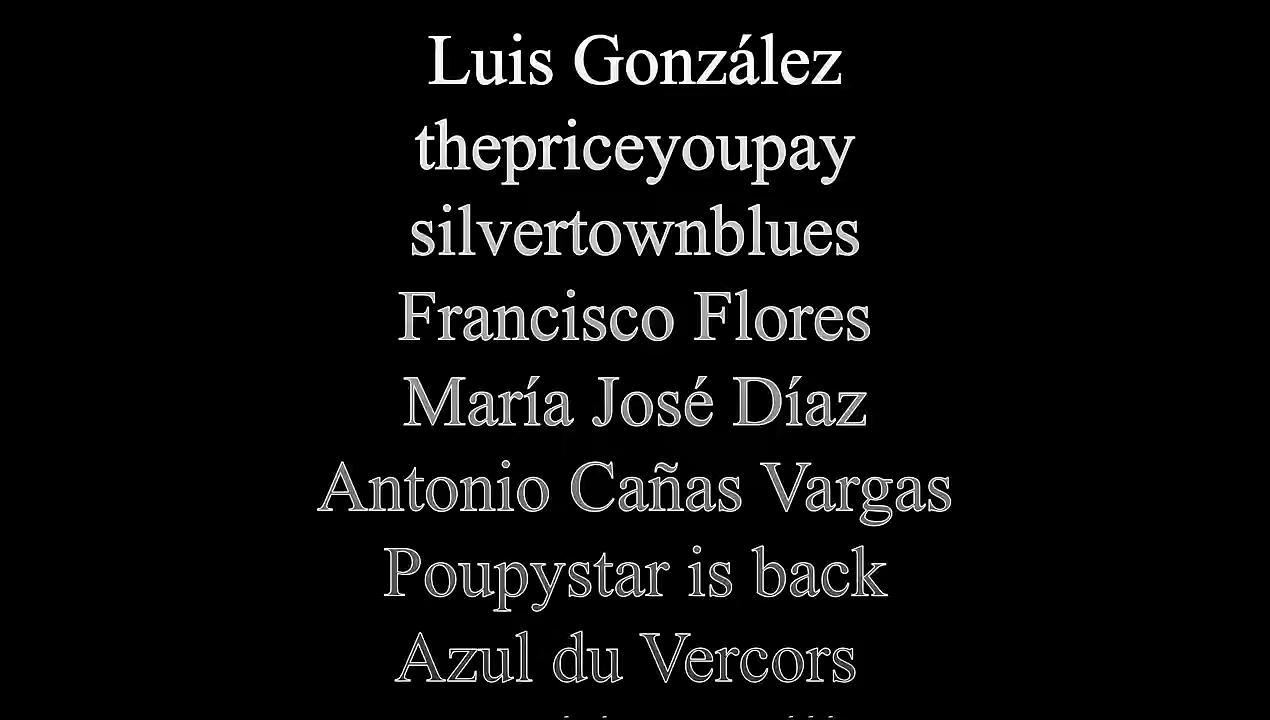 Luis González
thepriceyoupay
silvertownblues
Francisco Flores
María José Díaz
Antonio Cañas Vargas
Poupystar is back
Azul du Vercors